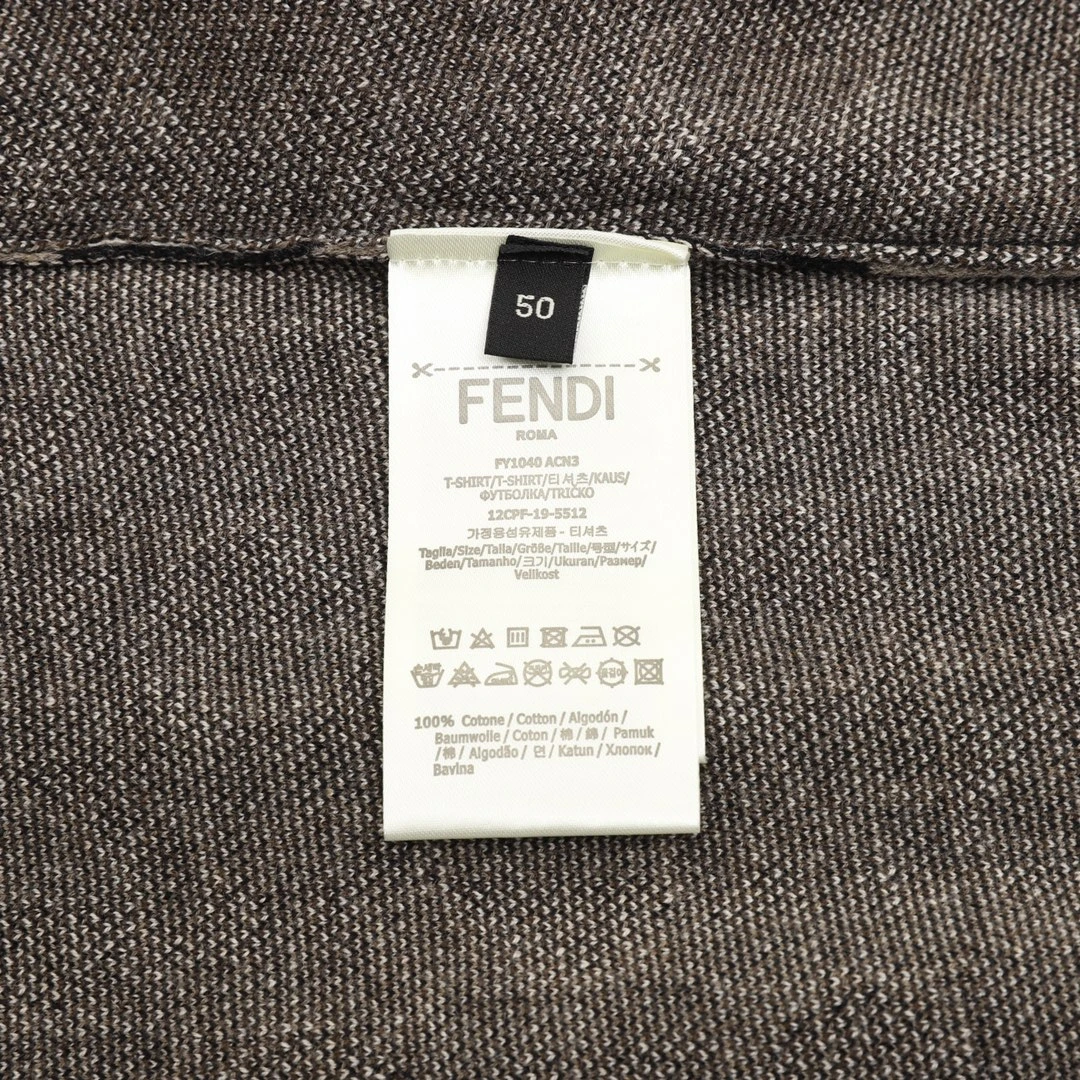 50
FENDI
ROMA
FY1040 ACN3
T-SHIRT/T-SHIRT/티셔츠/KAUS/
ФУТБОЛКА/TRIČKO
12CPF-19-5512
가정용섬유제품 - 티셔츠
Taglia/Size/Talla/Größe/Taille/号型/サイズ/
Beden/Tamanho/크기/Ukuran/Размер/
Velikost
100% Cotone / Cotton / Algodón /
Baumwolle / Coton / 棉 / 綿 / Pamuk
/ 棉 / Algodão / 면 / Katun / Хлопок /
Bavlna